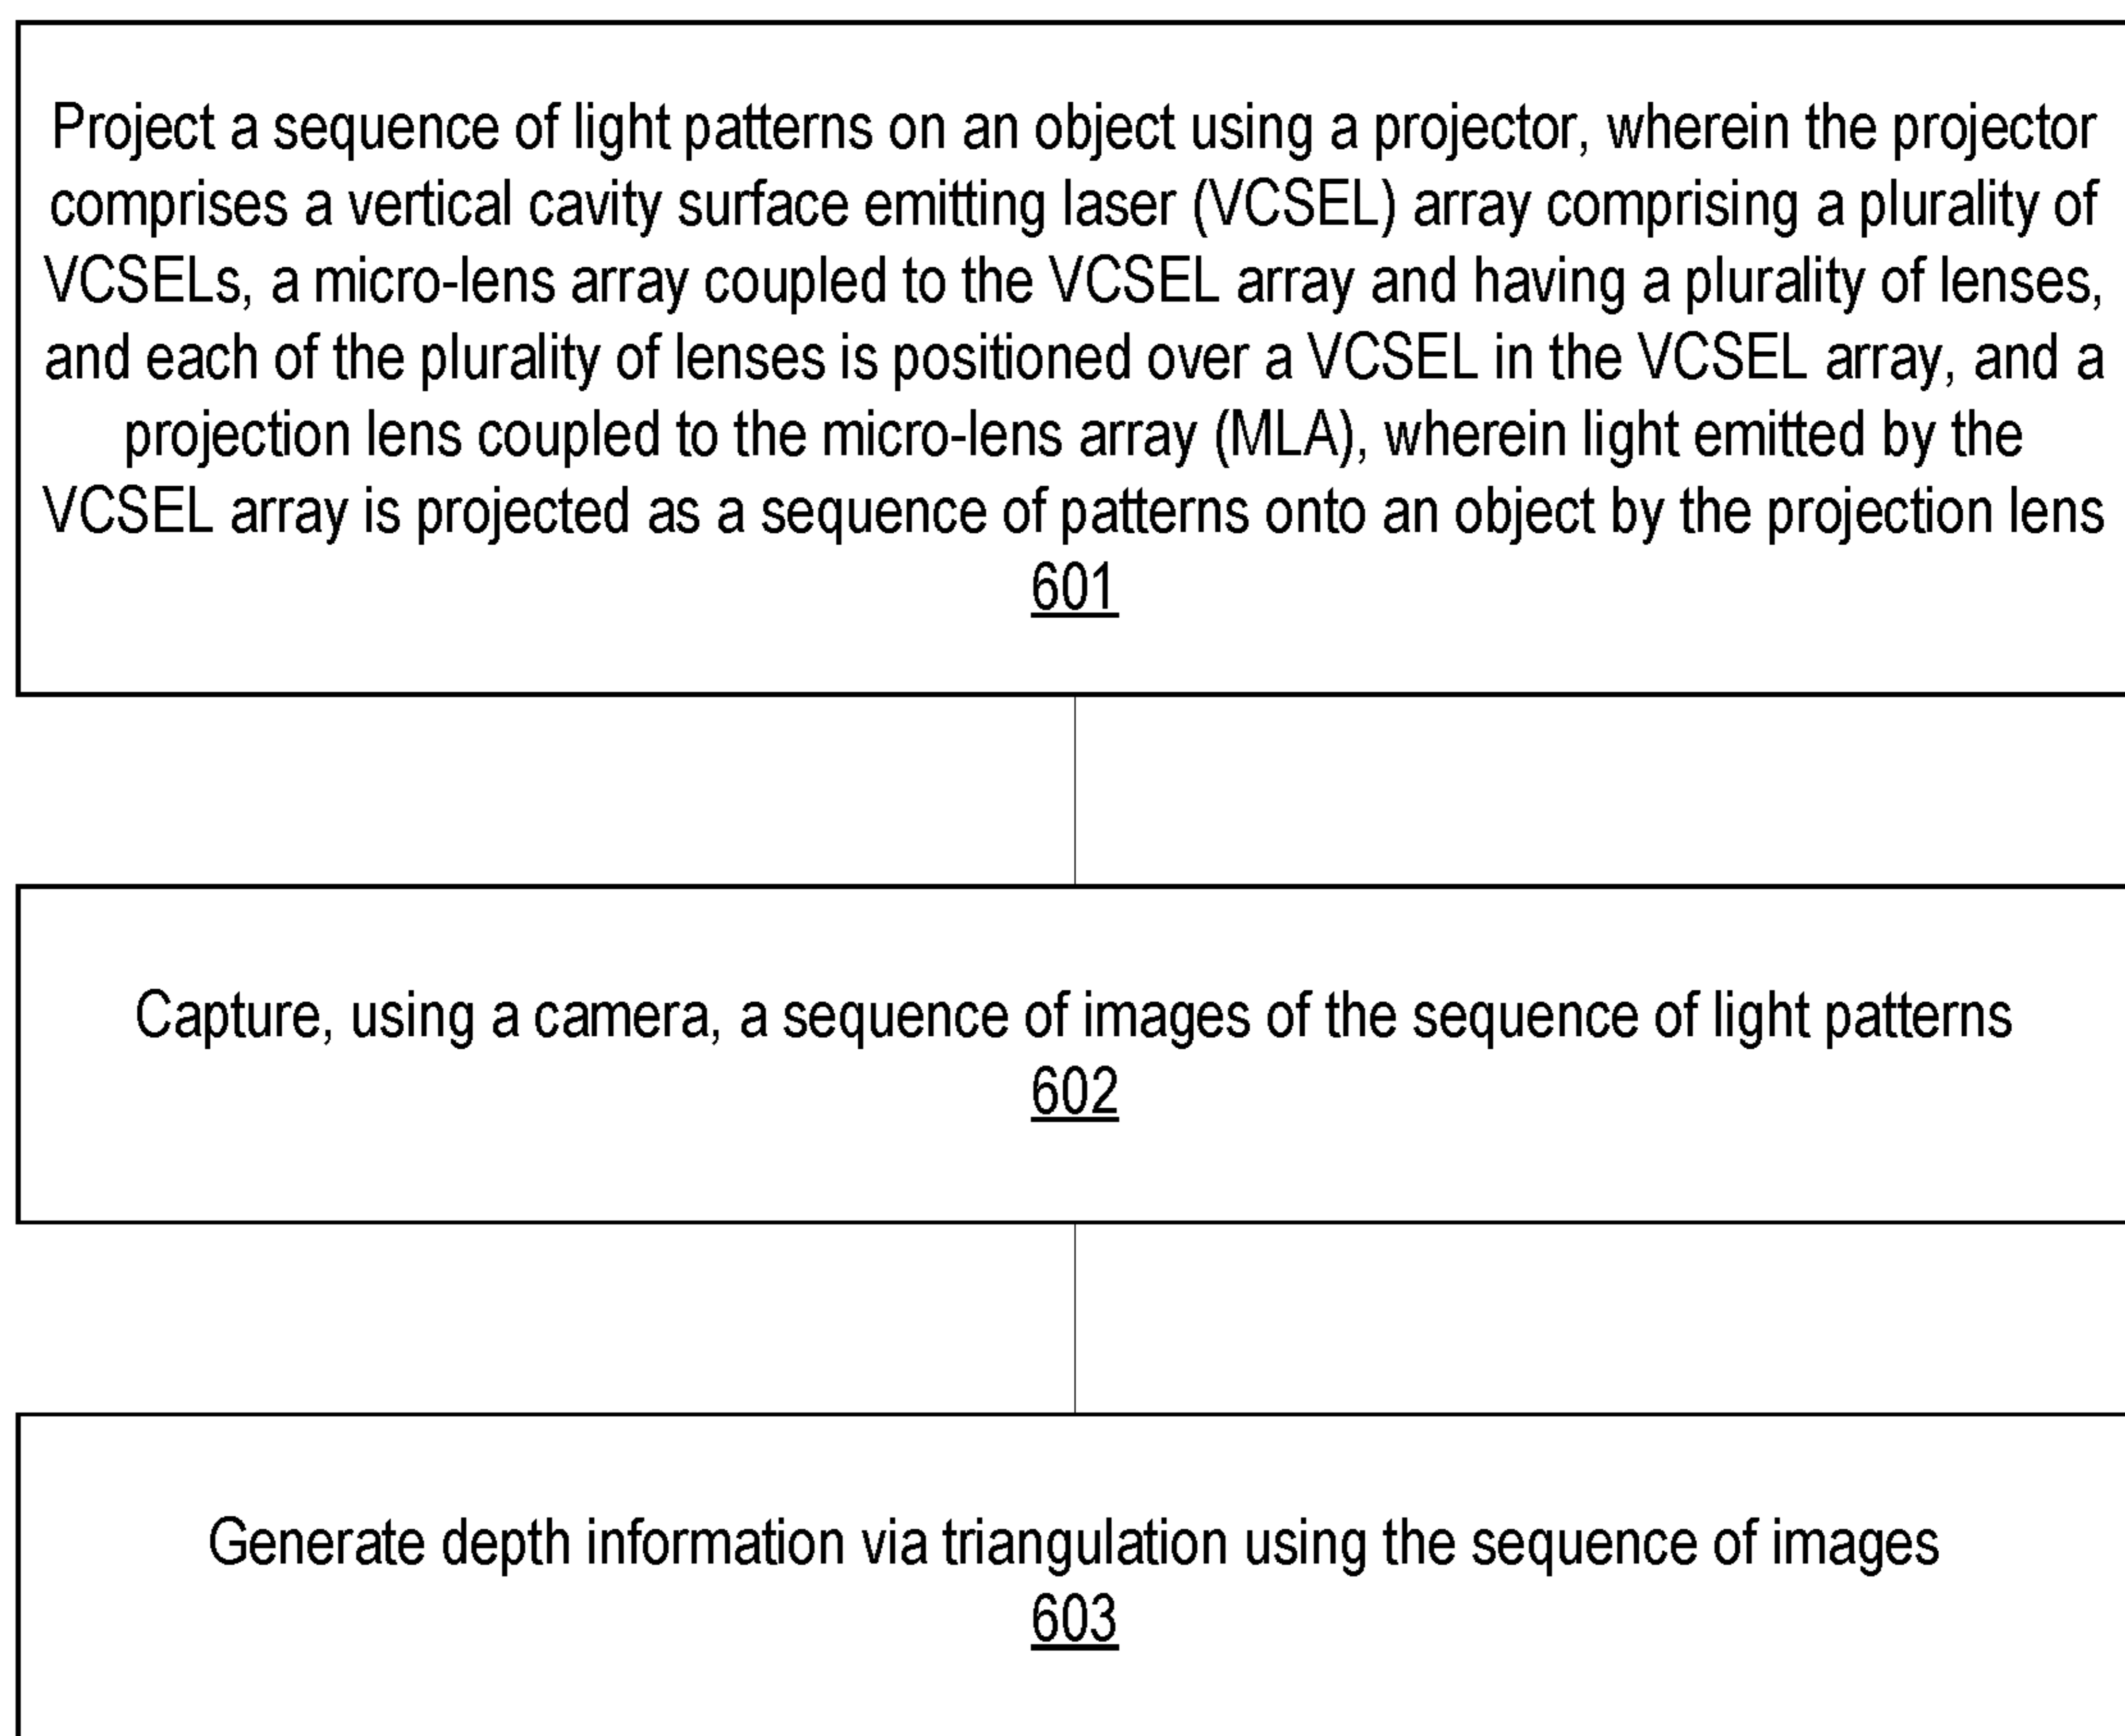 Project a sequence of light patterns on an object using a projector, wherein the projector
comprises a vertical cavity surface emitting laser (VCSEL) array comprising a plurality of
VCSELs, a micro-lens array coupled to the VCSEL array and having a plurality of lenses,
and each of the plurality of lenses is positioned over a VCSEL in the VCSEL array, and a
projection lens coupled to the micro-lens array (MLA), wherein light emitted by the
VCSEL array is projected as a sequence of patterns onto an object by the projection lens
601
Capture, using a camera, a sequence of images of the sequence of light patterns
602
Generate depth information via triangulation using the sequence of images
603